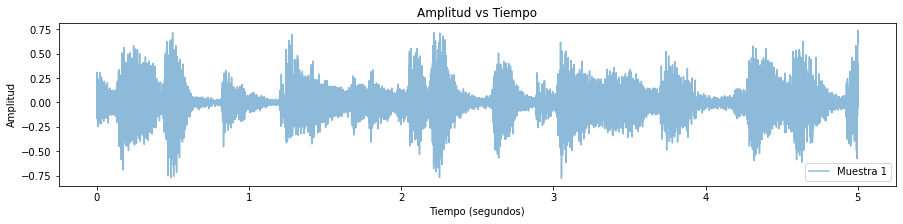 Amplitud vs Tiempo
0.75
0.50
0.25
0.00
−0.25
−0.50
−0.75
Amplitud
0 1 2 3 4 5
Tiempo (segundos)
Muestra 1